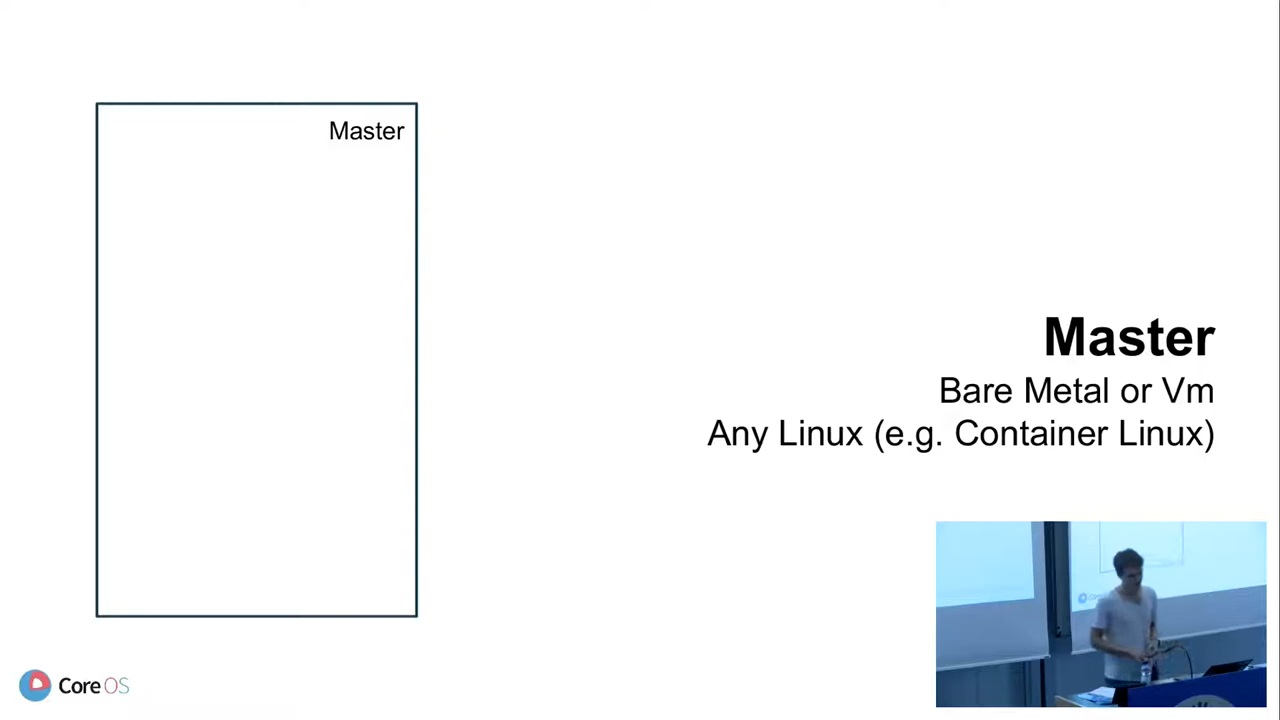 Master
Master
Bare Metal or Vm
Any Linux (e.g. Container Linux)
Core OS